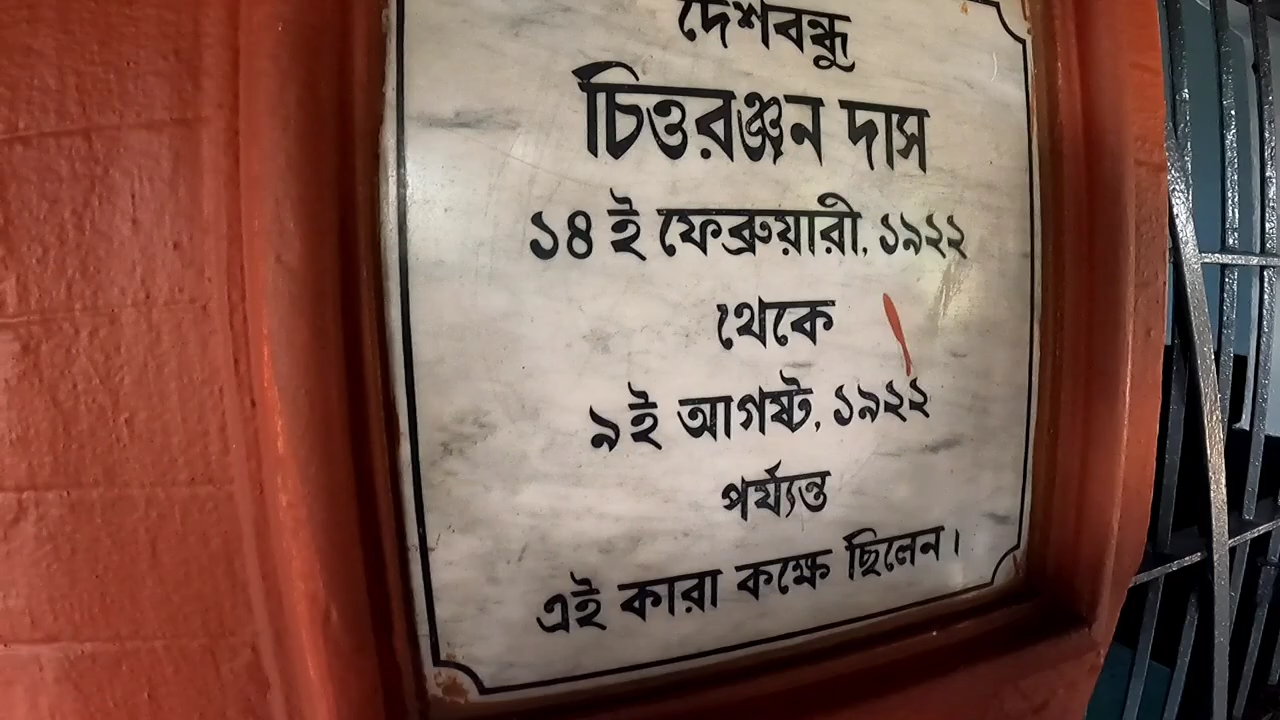 দেশবন্ধু
চিত্তরঞ্জন দাস
১৪ ই ফেব্রুয়ারী, ১৯২২
থেকে
৯ই আগষ্ট, ১৯২২
পর্য্যন্ত
এই কারা কক্ষে ছিলেন।